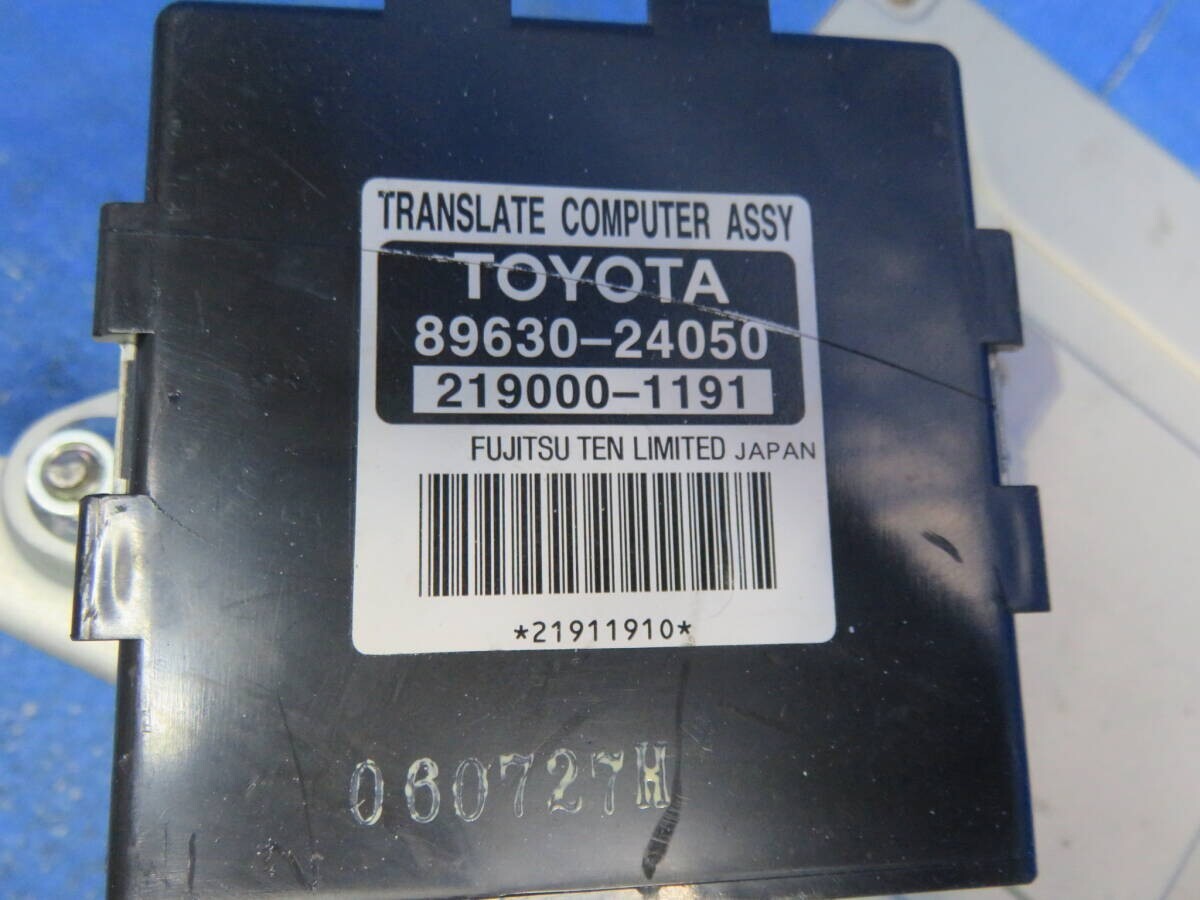 TRANSLATE COMPUTER ASSY
TOYOTA
89630-24050
219000-1191
FUJITSU TEN LIMITED JAPAN
*21911910*
060727H